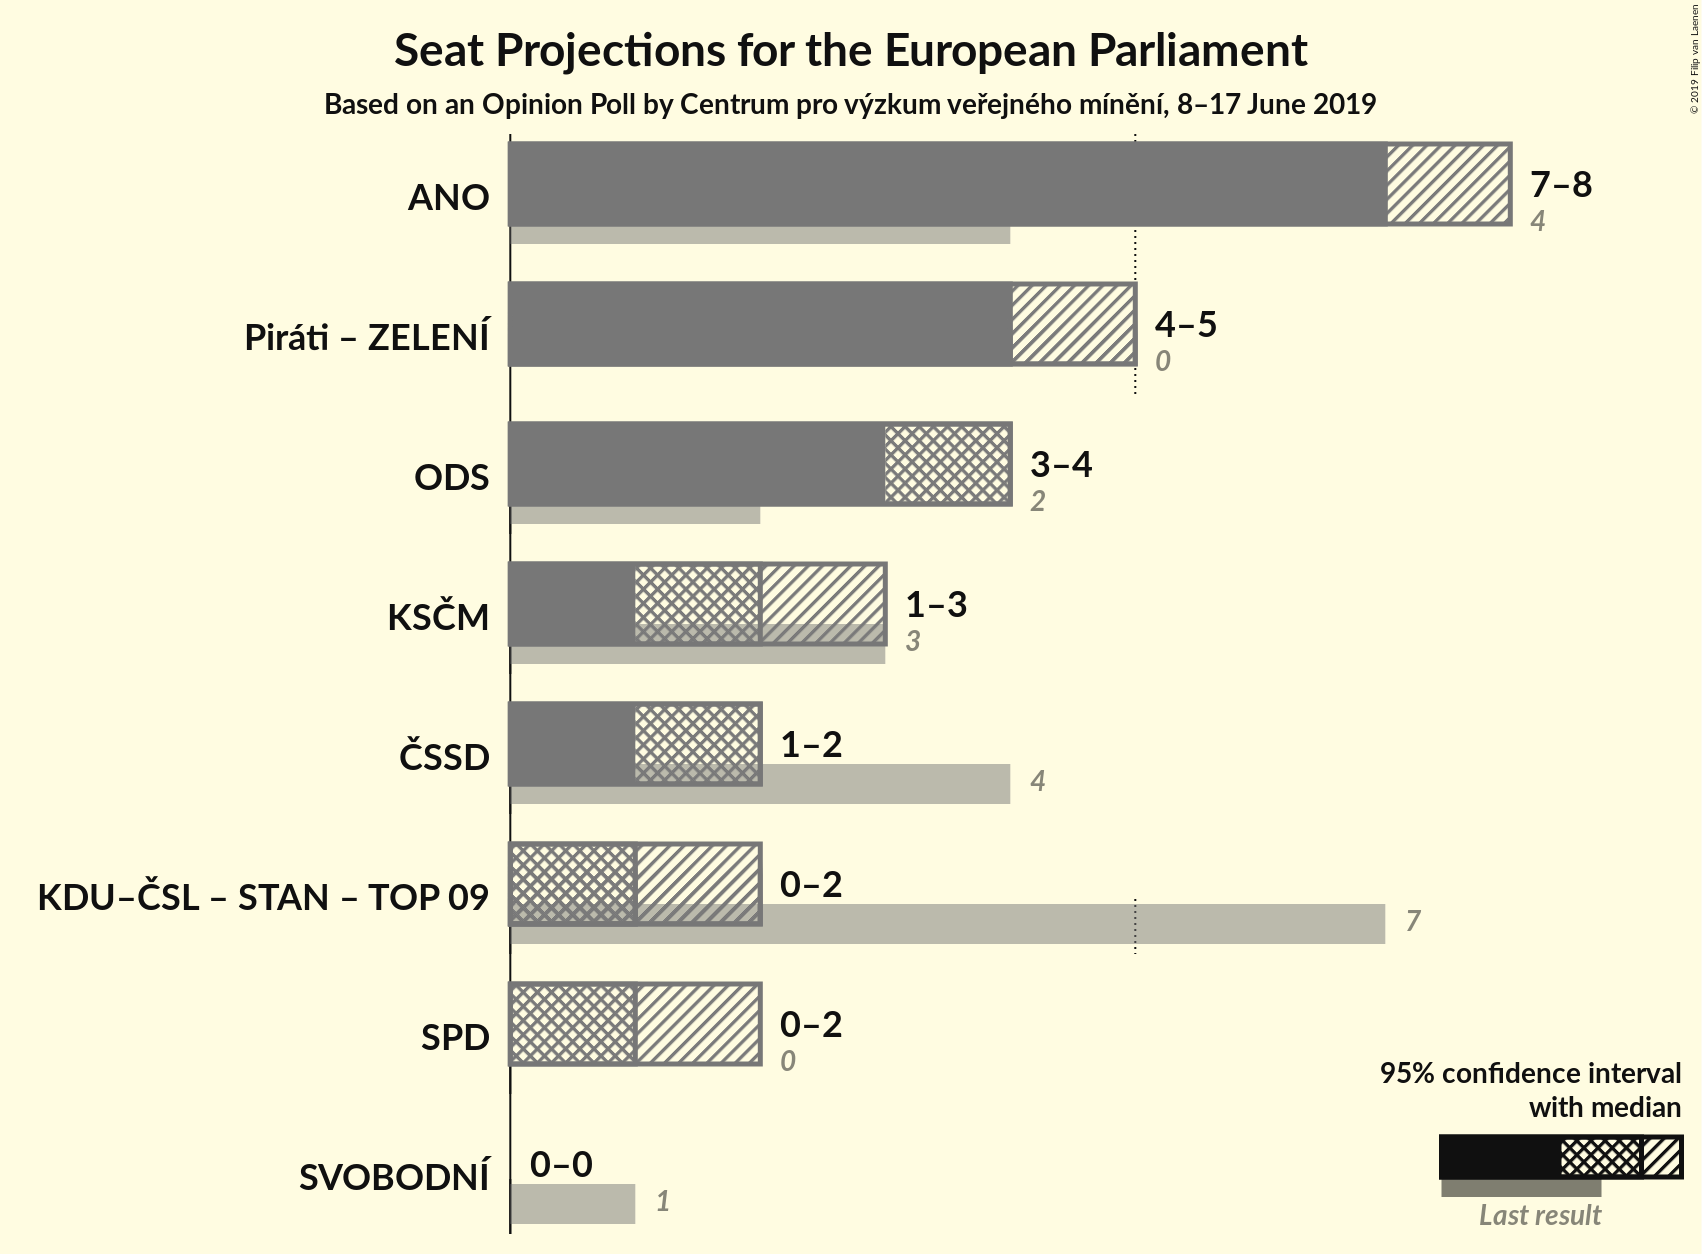 Seat Projections for the European Parliament
Based on an Opinion Poll by Centrum pro výzkum veřejného mínění, 8–17 June 2019
© 2019 Filip van Laenen
ANO
7–8
4
Piráti – ZELENÍ
4–5
0
ODS
3–4
2
KSČM
1–3
3
ČSSD
1–2
4
KDU–ČSL – STAN – TOP 09
0–2
7
SPD
0–2
0
SVOBODNÍ
0–0
1
95% confidence interval
with median
Last result